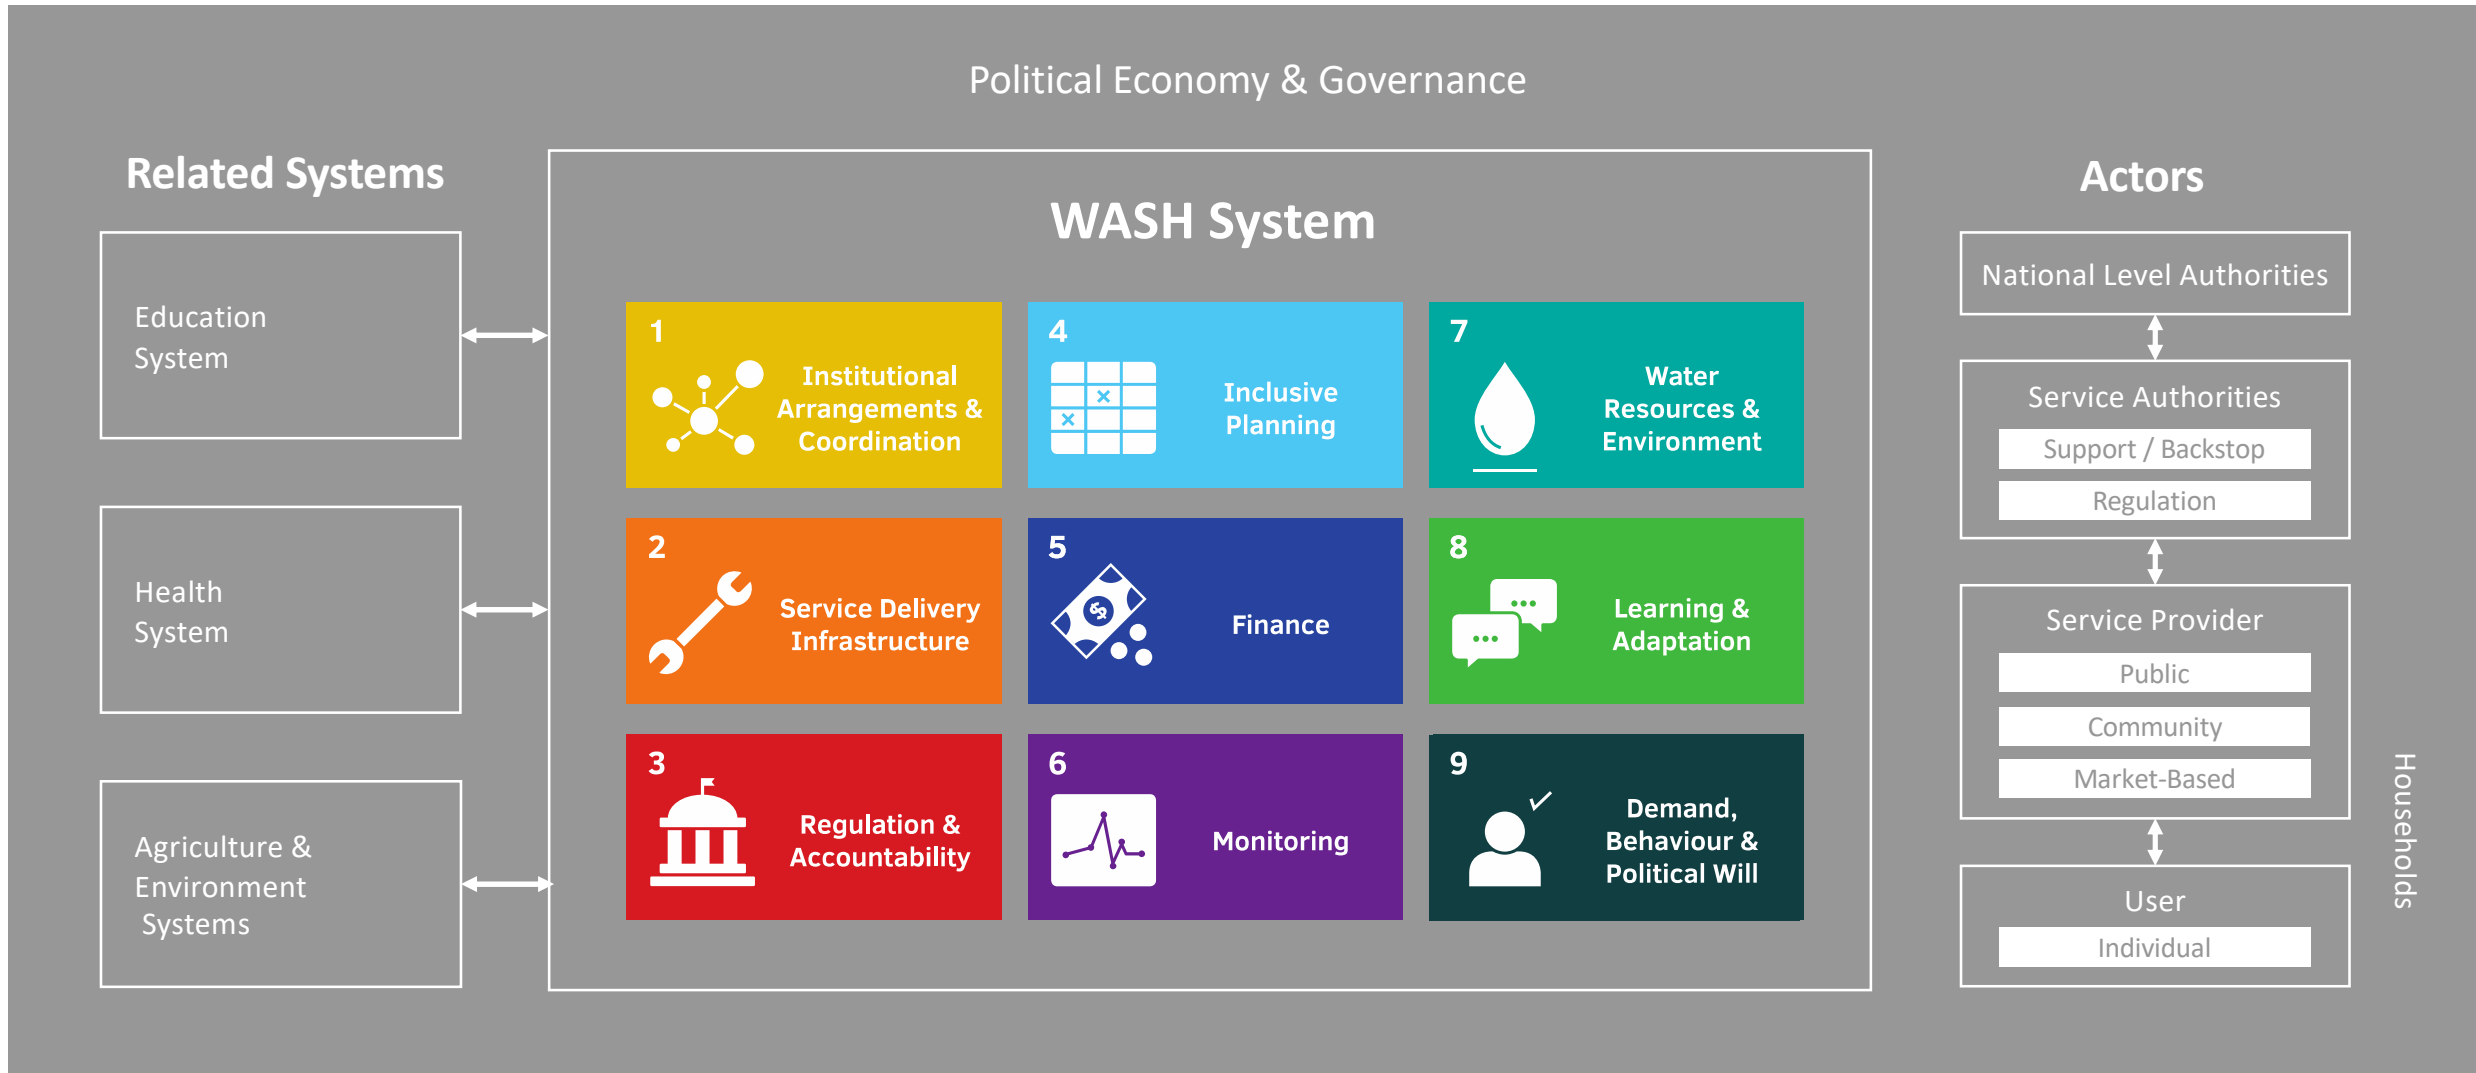 Political Economy & Governance
Related Systems
Education
System
Health
System
Agriculture &
Environment
Systems
WASH System
1
Institutional
Arrangements &
Coordination
2
Service Delivery
Infrastructure
3
Regulation &
Accountability
4
Inclusive
Planning
5
$
Finance
6
Monitoring
7
Water
Resources &
Environment
8
Learning &
Adaptation
9
Demand,
Behaviour &
Political Will
Actors
National Level Authorities
Service Authorities
Support / Backstop
Regulation
Service Provider
Public
Community
Market-Based
User
Individual
Households